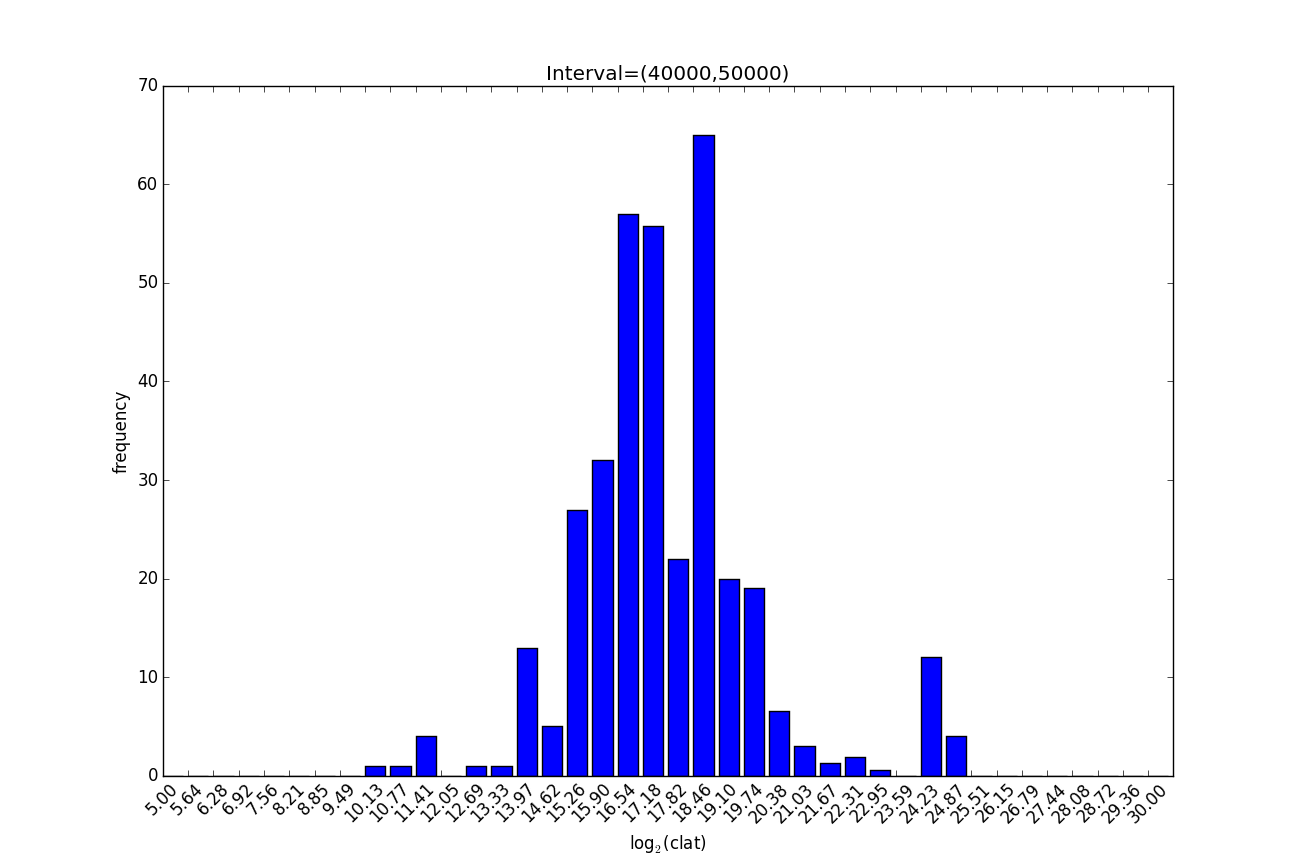 Interval=(40000,50000)
70
60
50
40
30
20
10
0
frequency
5.00 5.64 6.28 6.92 7.56 8.21 8.85 9.49 10.13 10.77 11.41 12.05 12.69 13.33 13.97 14.62 15.26 15.90 16.54 17.18 17.82 18.46 19.10 19.74 20.38 21.03 21.67 22.31 22.95 23.59 24.23 24.87 25.51 26.15 26.79 27.44 28.08 28.72 29.36 30.00
log₂(clat)